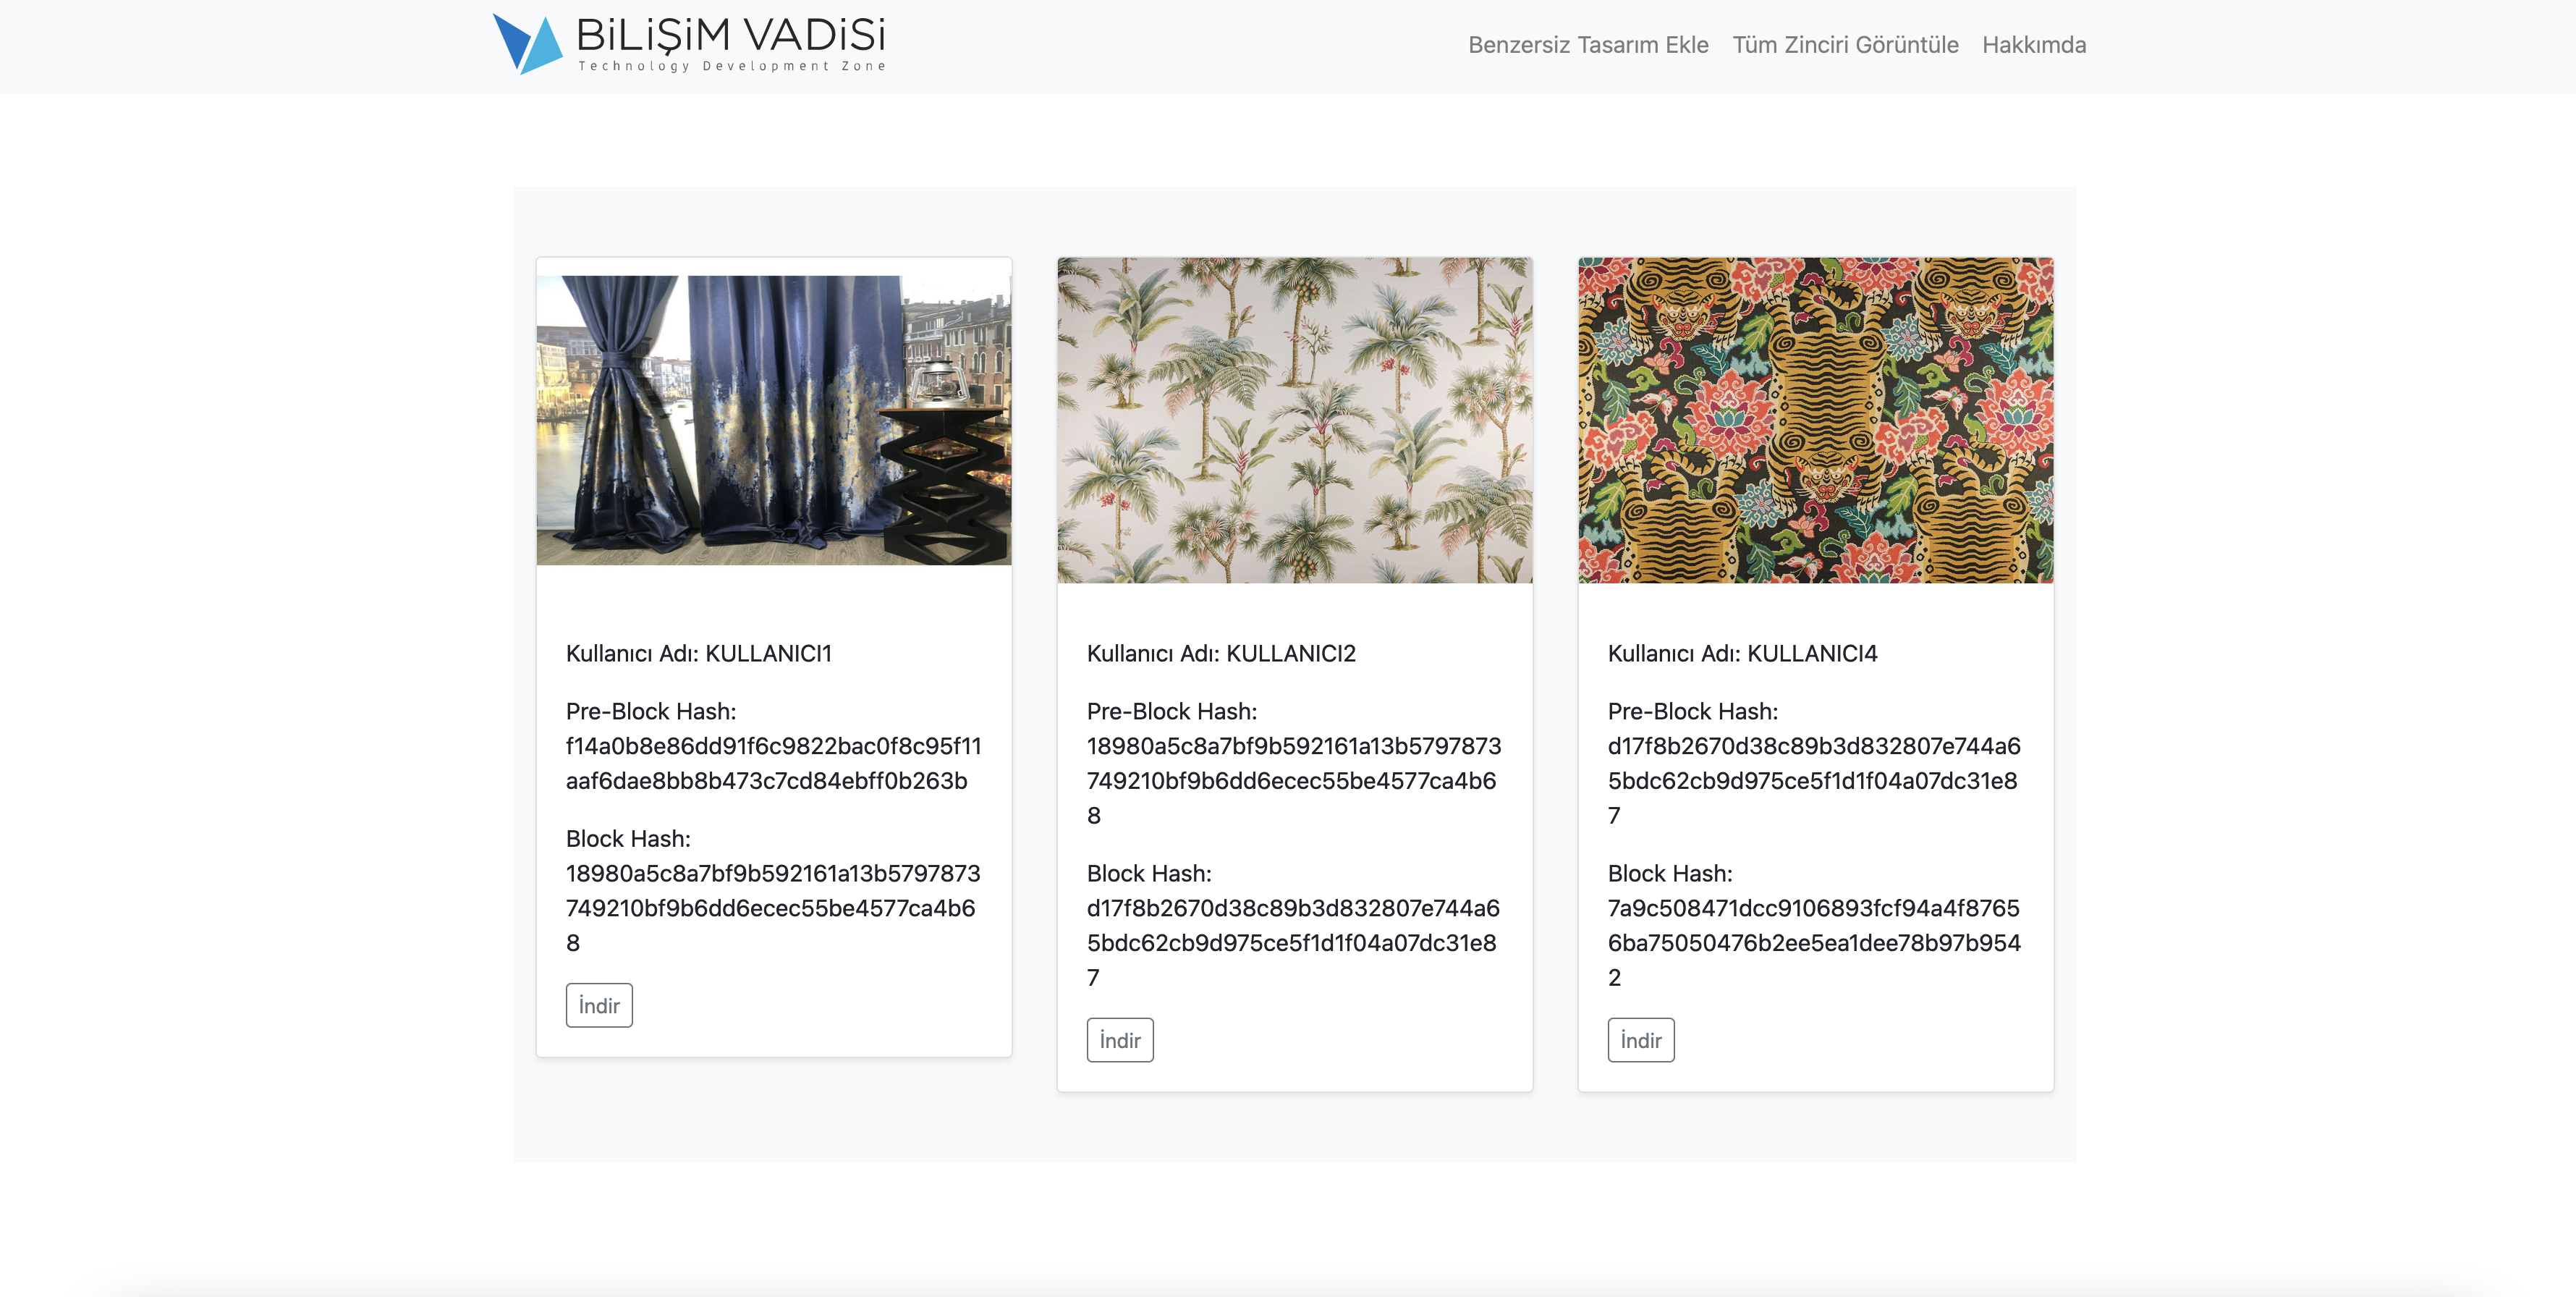 BiLiŞiM VADiSi
Technology Development Zone
Benzersiz Tasarım Ekle Tüm Zinciri Görüntüle Hakkımda
Kullanıcı Adı: KULLANICI1
Pre-Block Hash:
f14a0b8e86dd91f6c9822bac0f8c95f11
aaf6dae8bb8b473c7cd84ebff0b263b
Block Hash:
18980a5c8a7bf9b592161a13b5797873
749210bf9b6dd6ecec55be4577ca4b6
8
İndir
Kullanıcı Adı: KULLANICI2
Pre-Block Hash:
18980a5c8a7bf9b592161a13b5797873
749210bf9b6dd6ecec55be4577ca4b6
8
Block Hash:
d17f8b2670d38c89b3d832807e744a6
5bdc62cb9d975ce5f1d1f04a07dc31e8
7
İndir
Kullanıcı Adı: KULLANICI4
Pre-Block Hash:
d17f8b2670d38c89b3d832807e744a6
5bdc62cb9d975ce5f1d1f04a07dc31e8
7
Block Hash:
7a9c508471dcc9106893fcf94a4f8765
6ba75050476b2ee5ea1dee78b97b954
2
İndir